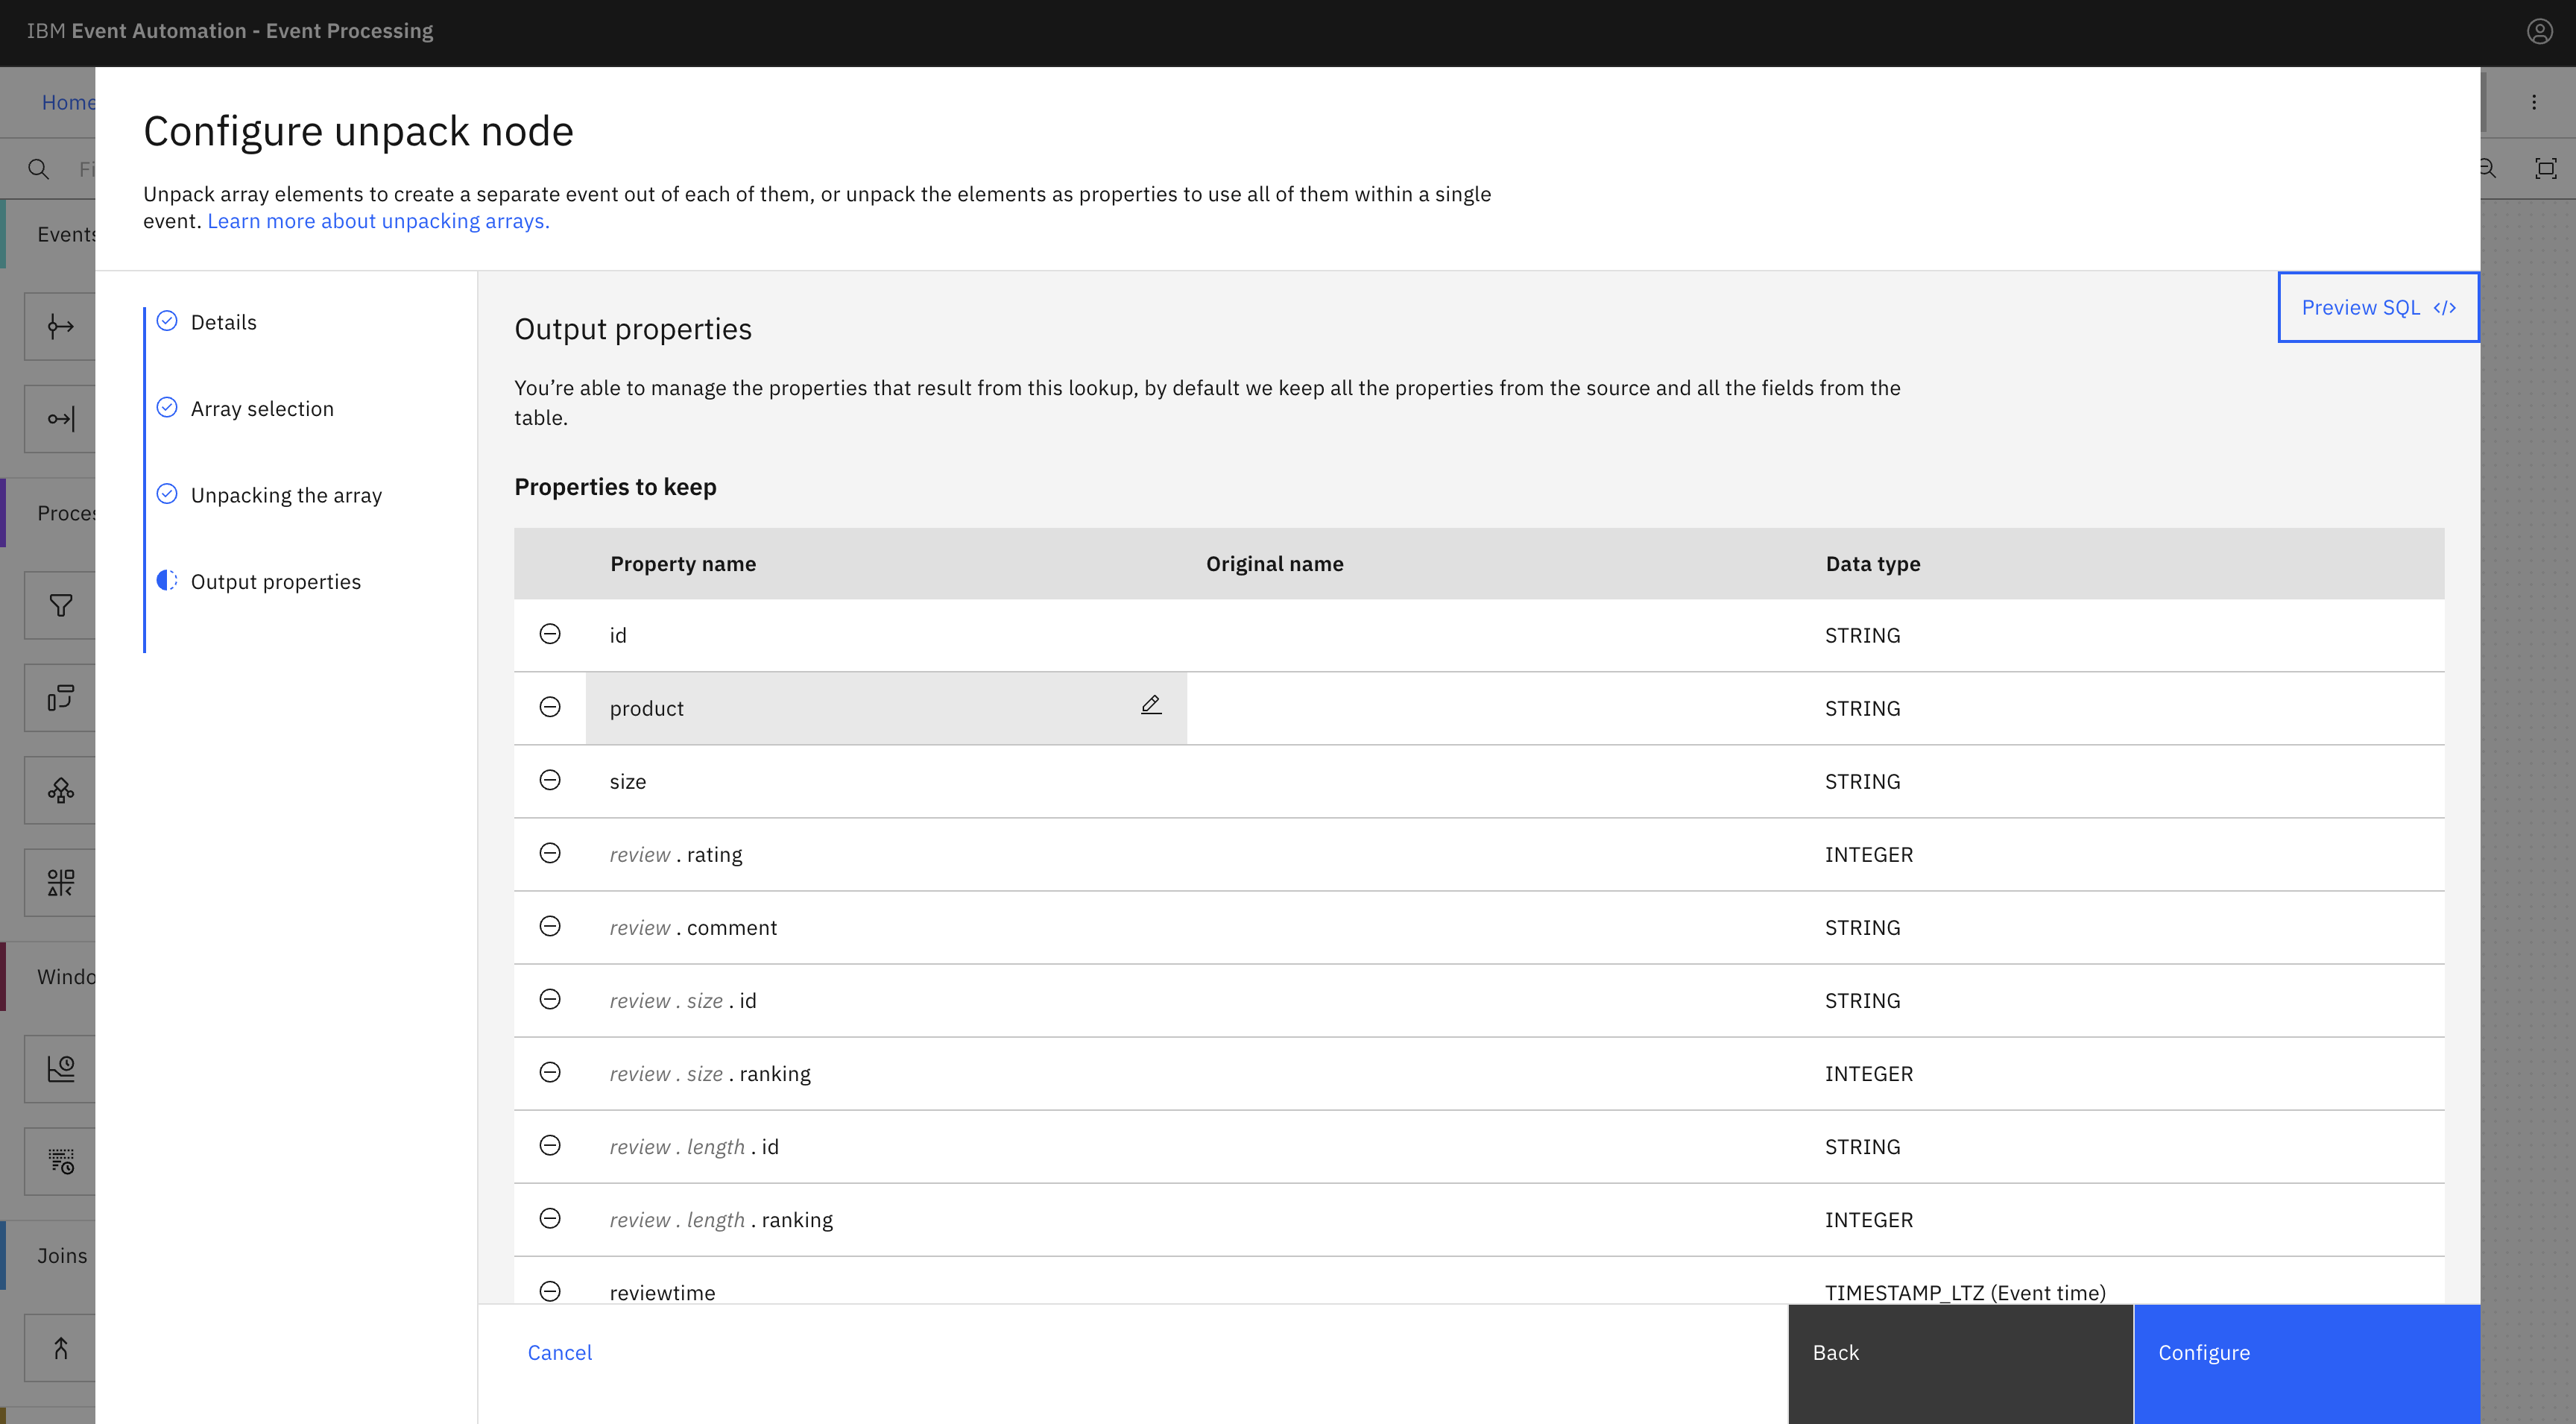 IBM Event Automation - Event Processing
Home
Configure unpack node
Unpack array elements to create a separate event out of each of them, or unpack the elements as properties to use all of them within a single
event. Learn more about unpacking arrays.
Events
Windo
Joins
Details
Array selection
Unpacking the array
Output properties
Preview SQL </>
Output properties
You’re able to manage the properties that result from this lookup, by default we keep all the properties from the source and all the fields from the
table.
Properties to keep
Property name Original name Data type
id STRING
product STRING
size STRING
review . rating INTEGER
review . comment STRING
review . size . id STRING
review . size . ranking INTEGER
review . length . id STRING
review . length . ranking INTEGER
reviewtime TIMESTAMP_LTZ (Event time)
Cancel
Back
Configure